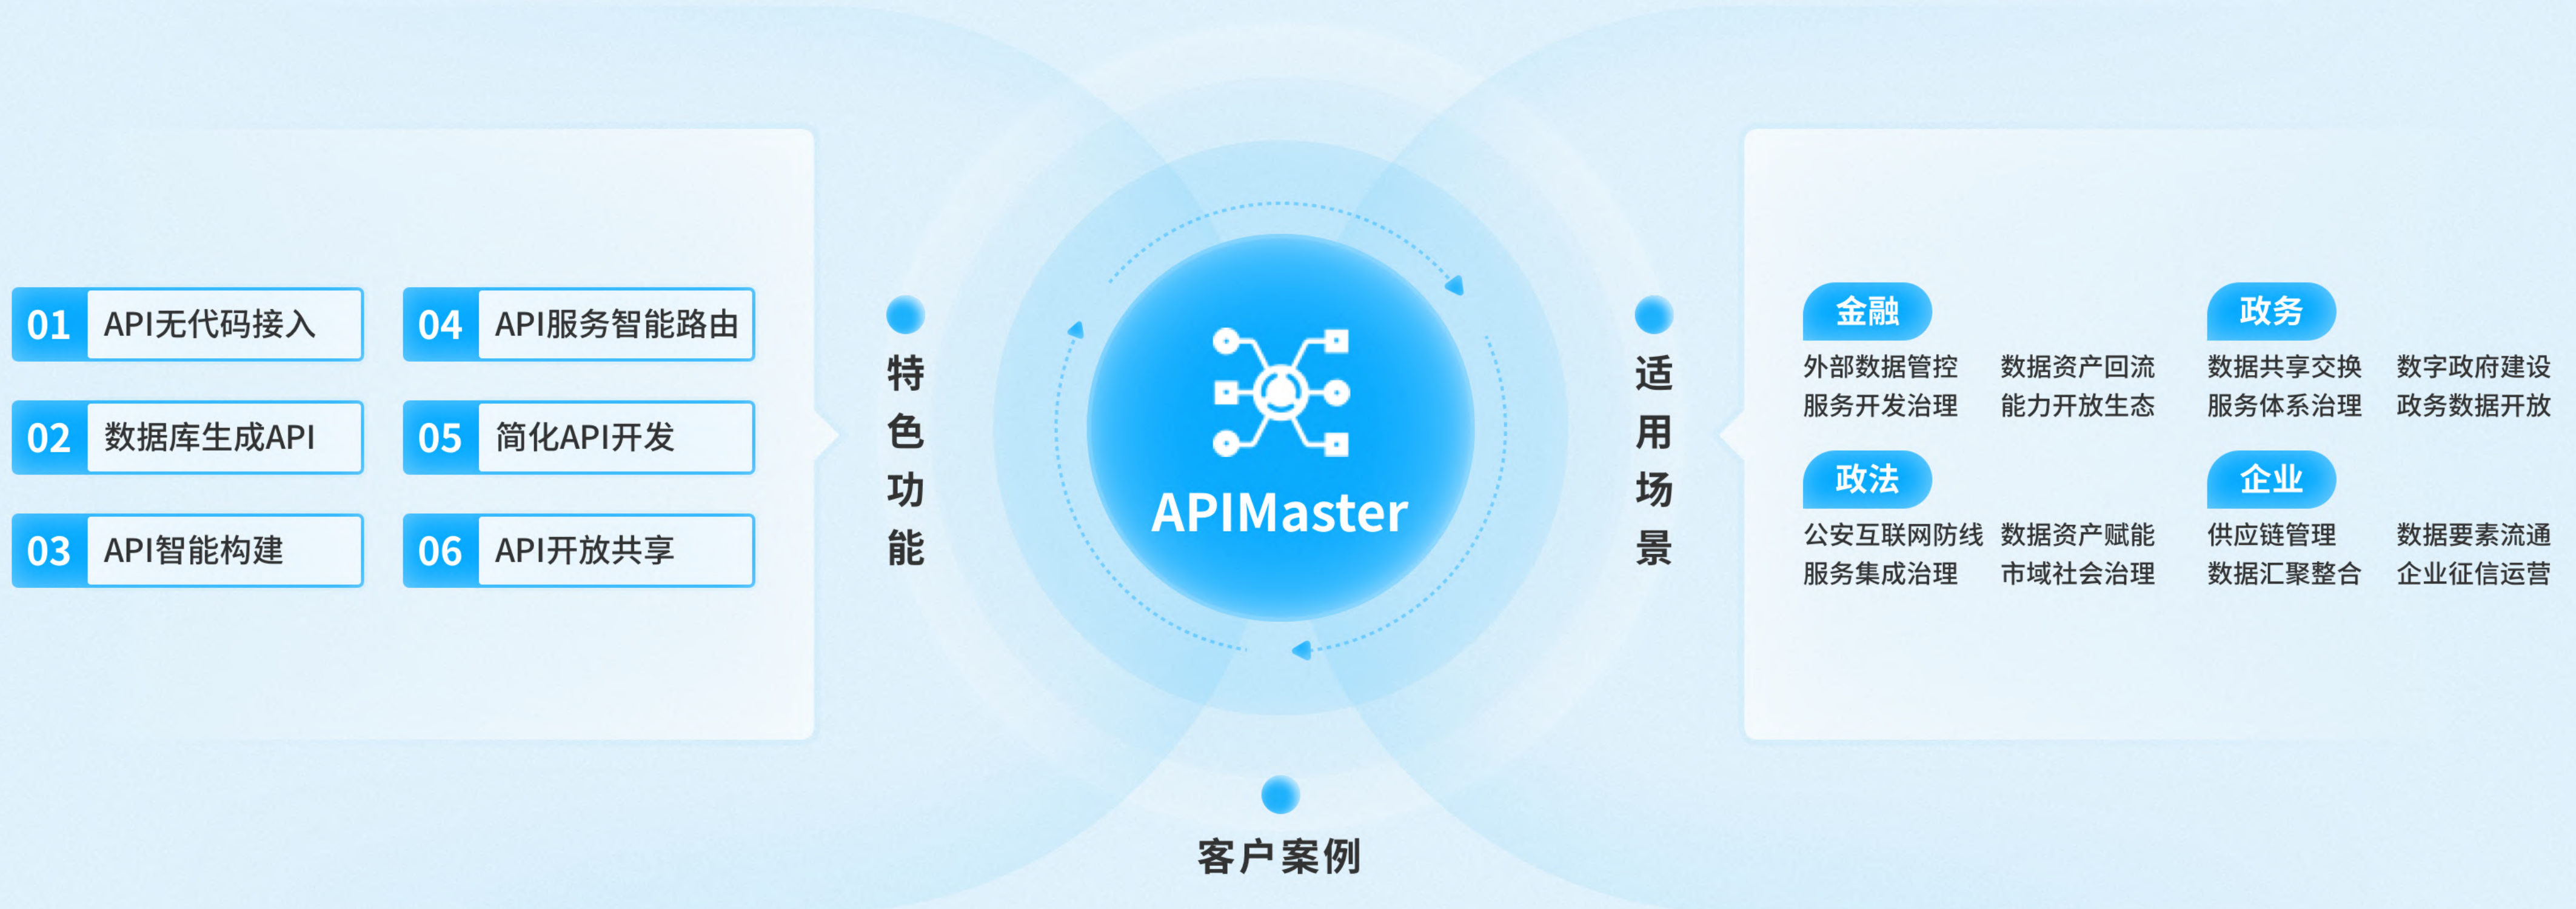 01 API无代码接入
04 API服务智能路由
02 数据库生成API
05 简化API开发
03 API智能构建
06 API开放共享
特色功能
APIMaster
客户案例
适用场景
金融
外部数据管控 数据资产回流
服务开发治理 能力开放生态
政务
数据共享交换 数字政府建设
服务体系治理 政务数据开放
政法
公安互联网防线 数据资产赋能
服务集成治理 市域社会治理
企业
供应链管理 数据要素流通
数据汇聚整合 企业征信运营